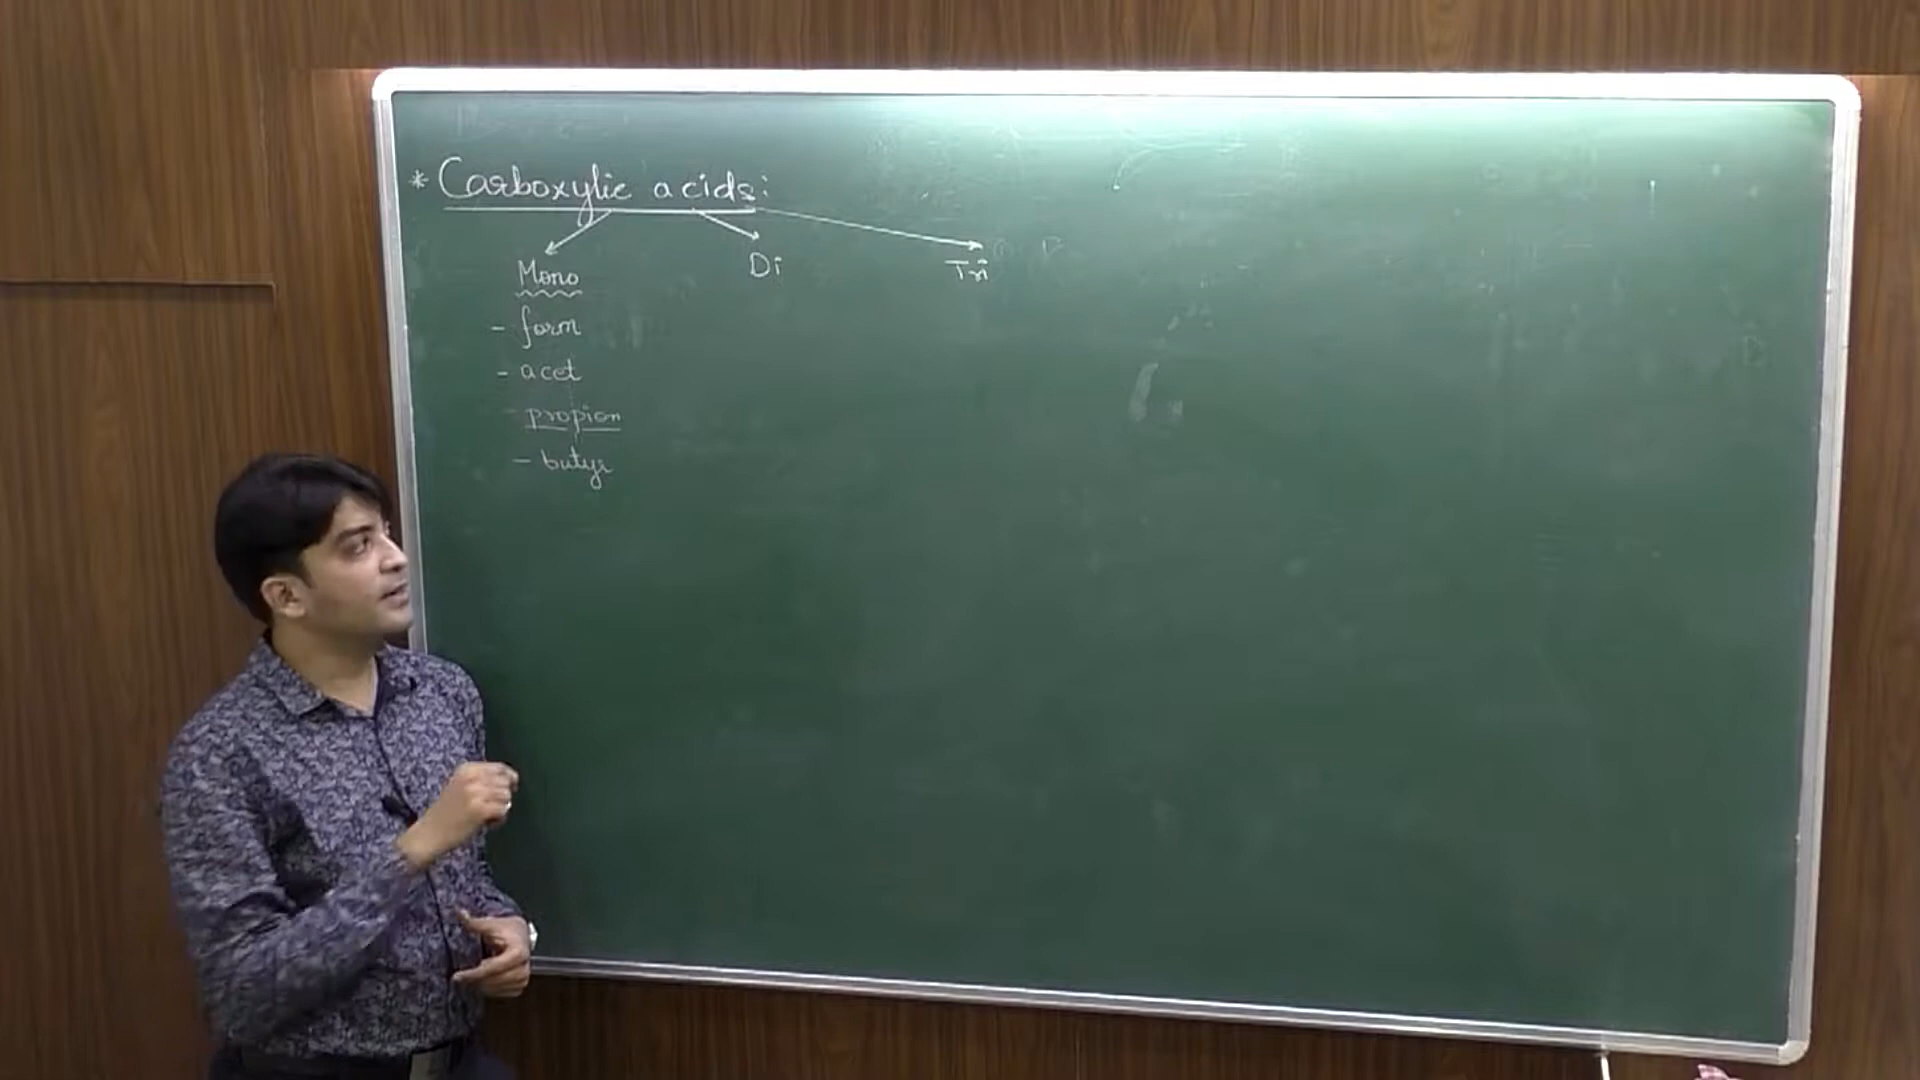 * Carboxylic acids:
Mono Di Tri
- form
- acet
- propion
- butyr